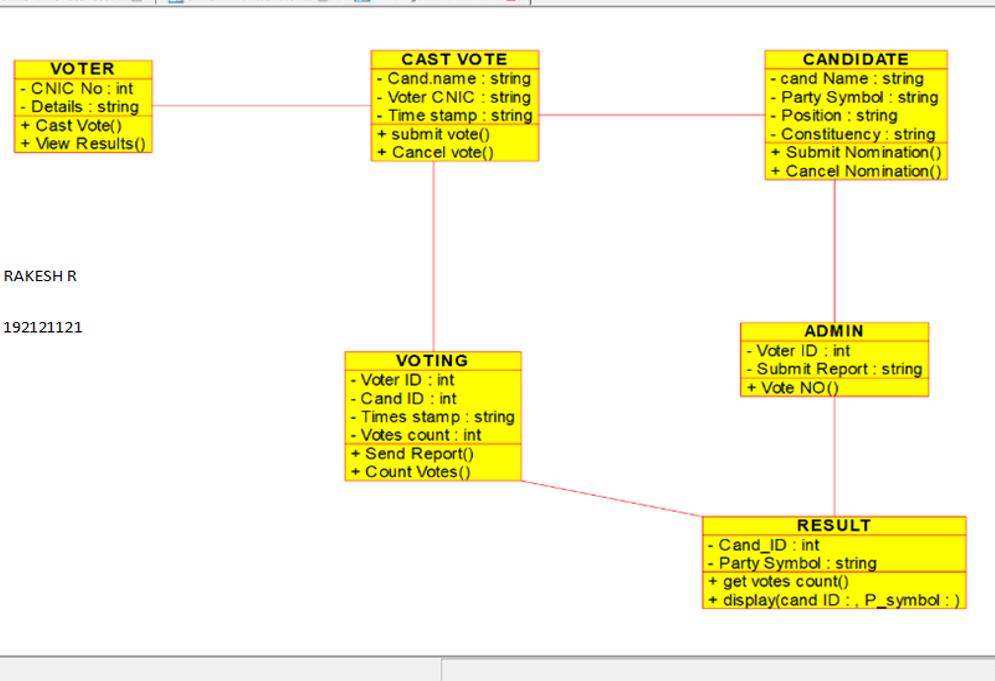 VOTER
- CNIC No : int
- Details : string
+ Cast Vote()
+ View Results()
CAST VOTE
- Cand.name : string
- Voter CNIC : string
- Time stamp : string
+ submit vote()
+ Cancel vote()
CANDIDATE
- cand Name : string
- Party Symbol : string
- Position : string
- Constituency : string
+ Submit Nomination()
+ Cancel Nomination()
RAKESH R
192121121
VOTING
- Voter ID : int
- Cand ID : int
- Times stamp : string
- Votes count : int
+ Send Report()
+ Count Votes()
ADMIN
- Voter ID : int
- Submit Report : string
+ Vote NO()
RESULT
- Cand_ID : int
- Party Symbol : string
+ get votes count()
+ display(cand ID : , P_symbol : )